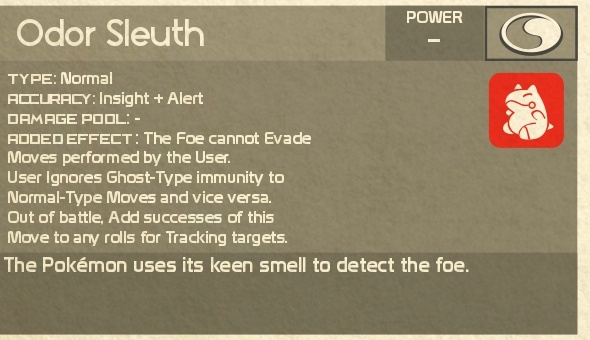 Odor Sleuth
POWER
–
TYPE: Normal
ACCURACY: Insight + Alert
DAMAGE POOL: -
ADDED EFFECT: The Foe cannot Evade
Moves performed by the User.
User Ignores Ghost-Type immunity to
Normal-Type Moves and vice versa.
Out of battle, Add successes of this
Move to any rolls for Tracking targets.
The Pokémon uses its keen smell to detect the foe.